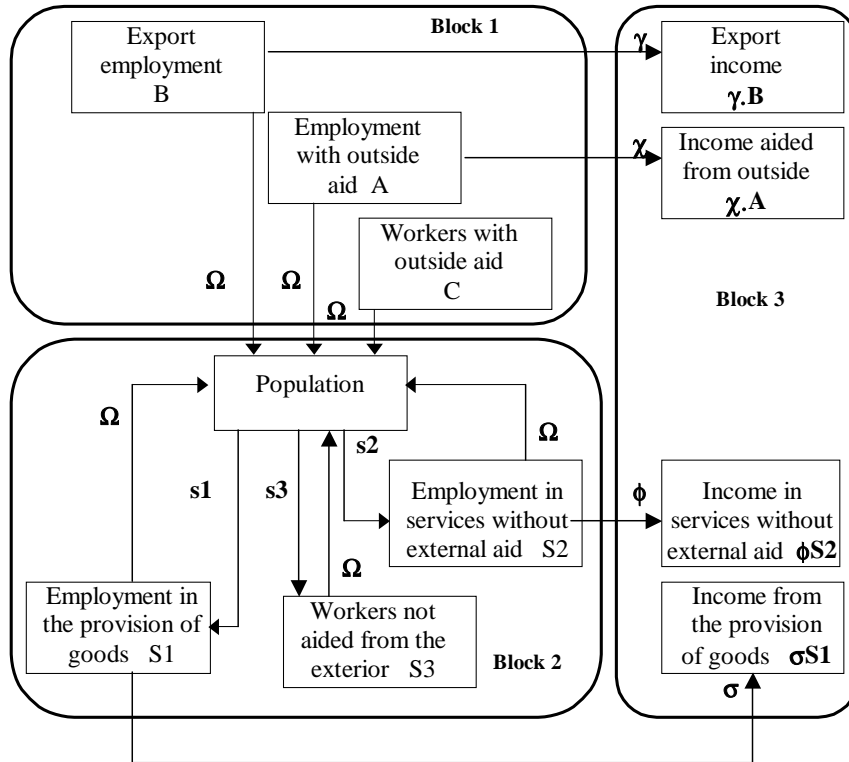 Export
employment
B
Block 1
γ
Export
income
γ.B
Employment
with outside
aid A
χ
Income aided
from outside
χ.A
Workers with
outside aid
C
Ω
Ω
Ω
Block 3
Population
Ω
s1
s3
s2
Ω
Employment in
services without
external aid S2
ϕ
Income in
services without
external aid ϕS2
Ω
Employment in
the provision of
goods S1
Workers not
aided from the
exterior S3
Block 2
Income from
the provision
of goods σS1
σ